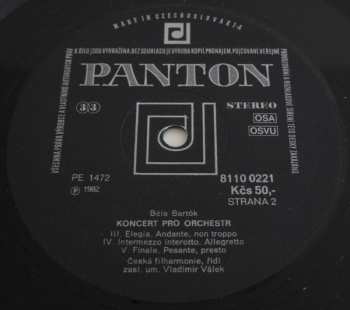 MADE IN CZECHOSLOVAKIA
PANTON
33
STEREO
OSA
OSVU
PE 1472
Ⓟ 1982
8110 0221
Kčs 50,-
STRANA 2
Béla Bartók
KONCERT PRO ORCHESTR
III. Elegia. Andante, non troppo
IV. Intermezzo interotto. Allegretto
V. Finale. Pesante, presto
Česká filharmonie, řídí
zasl. um. Vladimír Válek